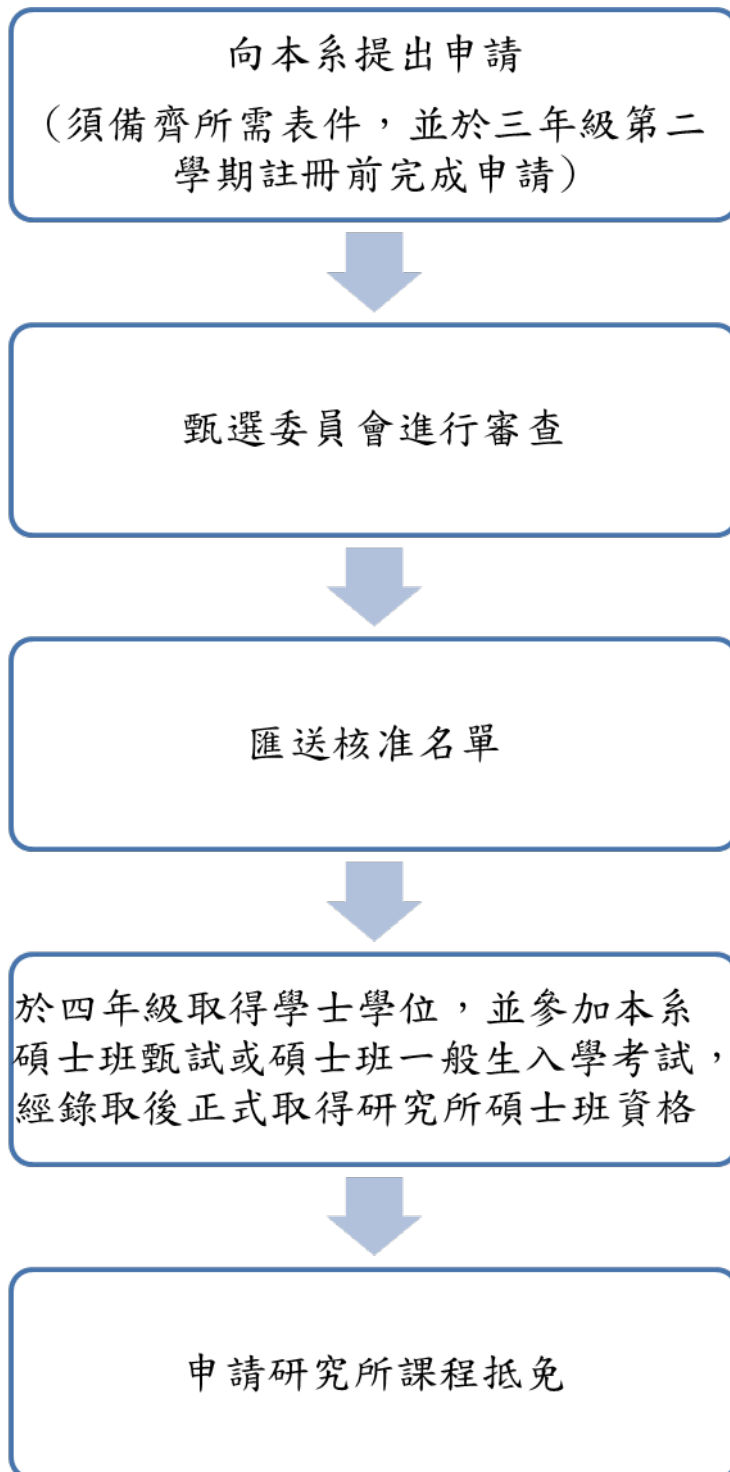 向本系提出申請
（須備齊所需表件，並於三年級第二
學期註冊前完成申請）
甄選委員會進行審查
匯送核准名單
於四年級取得學士學位，並參加本系
碩士班甄試或碩士班一般生入學考試，
經錄取後正式取得研究所碩士班資格
申請研究所課程抵免